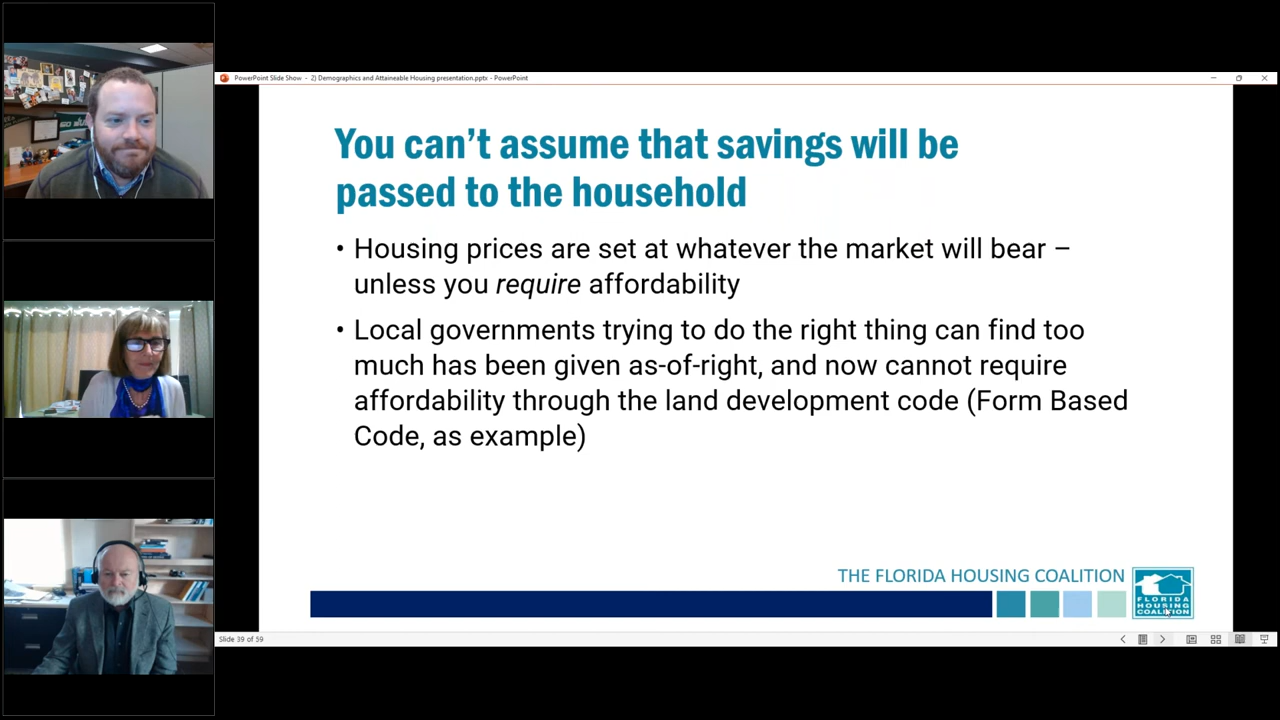 PowerPoint Slide Show - 2) Demographics and Attaineable Housing presentation.pptx - PowerPoint
You can't assume that savings will be
passed to the household
• Housing prices are set at whatever the market will bear –
unless you require affordability
• Local governments trying to do the right thing can find too
much has been given as-of-right, and now cannot require
affordability through the land development code (Form Based
Code, as example)
THE FLORIDA HOUSING COALITION
FLORIDA
HOUSING
COALITION
Slide 39 of 59